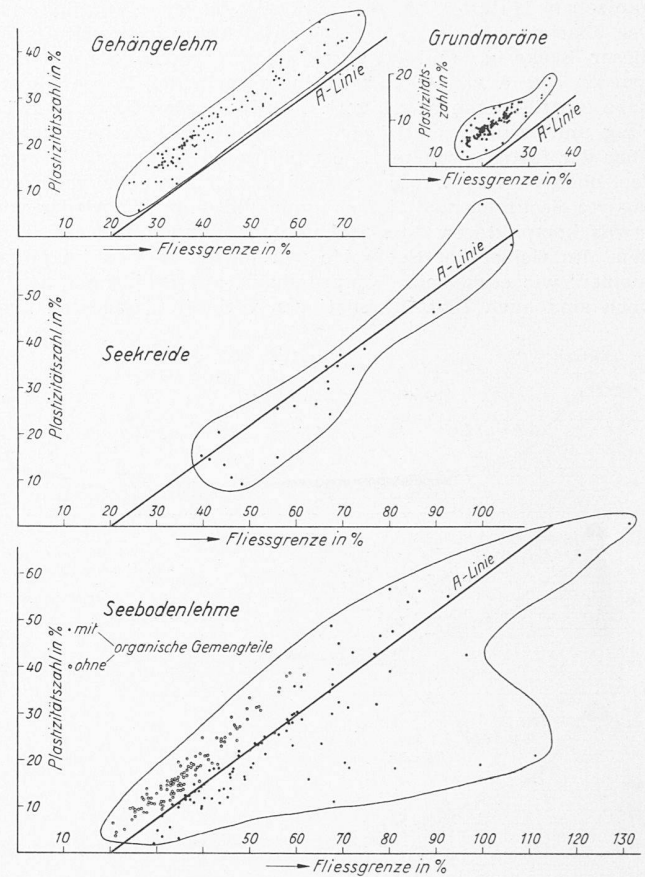 Gehängelehm
Plastizitätszahl in %
40
30
20
10
A-Linie
10 20 30 40 50 60 70
Fliessgrenze in %
Grundmoräne
Plastizitäts-
zahl in %
20
10
A-Linie
10 30 40
Fliessgrenze in %
Seekreide
Plastizitätszahl in %
50
40
30
20
10
A-Linie
10 20 30 40 50 60 70 80 90 100
Fliessgrenze in %
Seebodenlehme
• mit
organische Gemengteile
o ohne
Plastizitätszahl in %
60
50
40
30
20
10
A-Linie
10 30 40 50 60 70 80 90 100 110 120 130
Fliessgrenze in %